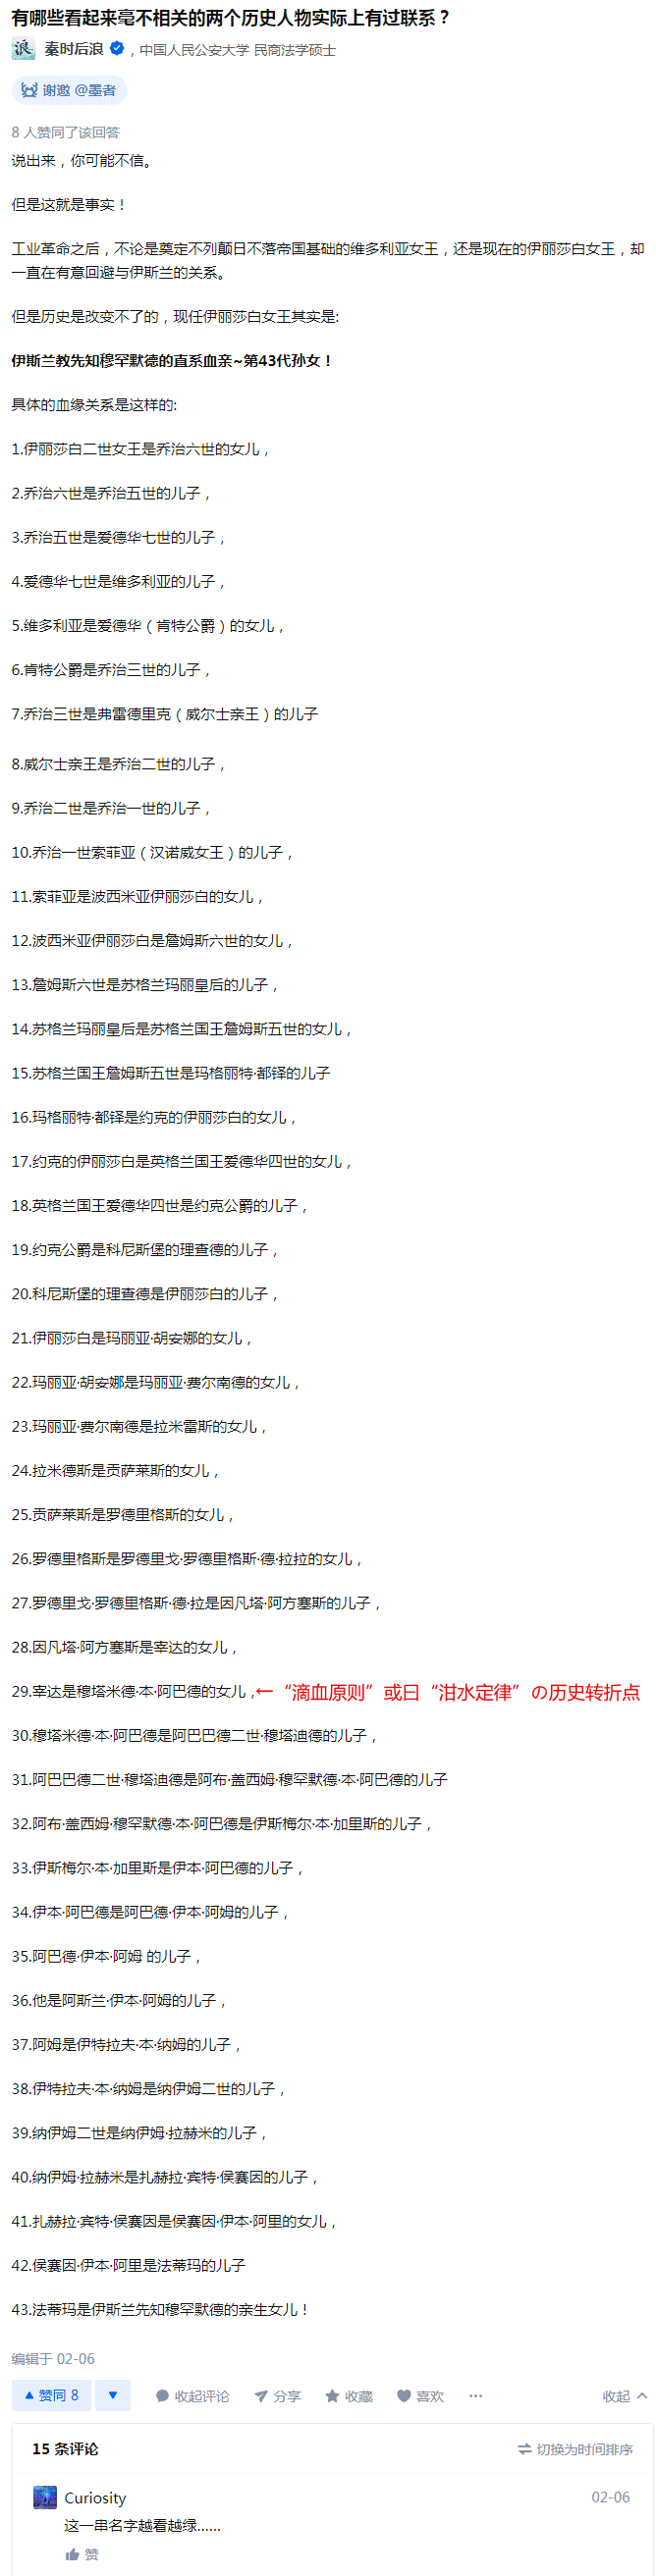 有哪些看起来毫不相关的两个历史人物实际上有过联系？
浪
秦时后浪 ，中国人民公安大学 民商法学硕士
谢邀 @墨者
8 人赞同了该回答
说出来，你可能不信。
但是这就是事实！
工业革命之后，不论是奠定不列颠日不落帝国基础的维多利亚女王，还是现在的伊丽莎白女王，却
一直在有意回避与伊斯兰的关系。
但是历史是改变不了的，现任伊丽莎白女王其实是:
伊斯兰教先知穆罕默德的直系血亲~第43代孙女！
具体的血缘关系是这样的:
1.伊丽莎白二世女王是乔治六世的女儿，
2.乔治六世是乔治五世的儿子，
3.乔治五世是爱德华七世的儿子，
4.爱德华七世是维多利亚的儿子，
5.维多利亚是爱德华（肯特公爵）的女儿，
6.肯特公爵是乔治三世的儿子，
7.乔治三世是弗雷德里克（威尔士亲王）的儿子
8.威尔士亲王是乔治二世的儿子，
9.乔治二世是乔治一世的儿子，
10.乔治一世索菲亚（汉诺威女王）的儿子，
11.索菲亚是波西米亚伊丽莎白的女儿，
12.波西米亚伊丽莎白是詹姆斯六世的女儿，
13.詹姆斯六世是苏格兰玛丽皇后的儿子，
14.苏格兰玛丽皇后是苏格兰国王詹姆斯五世的女儿，
15.苏格兰国王詹姆斯五世是玛格丽特·都铎的儿子
16.玛格丽特·都铎是约克的伊丽莎白的女儿，
17.约克的伊丽莎白是英格兰国王爱德华四世的女儿，
18.英格兰国王爱德华四世是约克公爵的儿子，
19.约克公爵是科尼斯堡的理查德的儿子，
20.科尼斯堡的理查德是伊丽莎白的儿子，
21.伊丽莎白是玛丽亚·胡安娜的女儿，
22.玛丽亚·胡安娜是玛丽亚·费尔南德的女儿，
23.玛丽亚·费尔南德是拉米雷斯的女儿，
24.拉米德斯是贡萨莱斯的女儿，
25.贡萨莱斯是罗德里格斯的女儿，
26.罗德里格斯是罗德里戈·罗德里格斯·德·拉拉的女儿，
27.罗德里戈·罗德里格斯·德·拉是因凡塔·阿方塞斯的儿子，
28.因凡塔·阿方塞斯是宰达的女儿，
29.宰达是穆塔米德·本·阿巴德的女儿，←“滴血原则”或曰“泔水定律”の历史转折点
30.穆塔米德·本·阿巴德是阿巴巴德二世·穆塔迪德的儿子，
31.阿巴巴德二世·穆塔迪德是阿布·盖西姆·穆罕默德·本·阿巴德的儿子
32.阿布·盖西姆·穆罕默德·本·阿巴德是伊斯梅尔·本·加里斯的儿子，
33.伊斯梅尔·本·加里斯是伊本·阿巴德的儿子，
34.伊本·阿巴德是阿巴德·伊本·阿姆的儿子，
35.阿巴德·伊本·阿姆 的儿子，
36.他是阿斯兰·伊本·阿姆的儿子，
37.阿姆是伊特拉夫·本·纳姆的儿子，
38.伊特拉夫·本·纳姆是纳伊姆二世的儿子，
39.纳伊姆二世是纳伊姆·拉赫米的儿子，
40.纳伊姆·拉赫米是扎赫拉·宾特·侯赛因的儿子，
41.扎赫拉·宾特·侯赛因是侯赛因·伊本·阿里的女儿，
42.侯赛因·伊本·阿里是法蒂玛的儿子
43.法蒂玛是伊斯兰先知穆罕默德的亲生女儿！
编辑于 02-06
赞同 8 收起评论 分享 收藏 喜欢 ··· 收起
15 条评论 切换为时间排序
Curiosity 02-06
这一串名字越看越绿......
赞